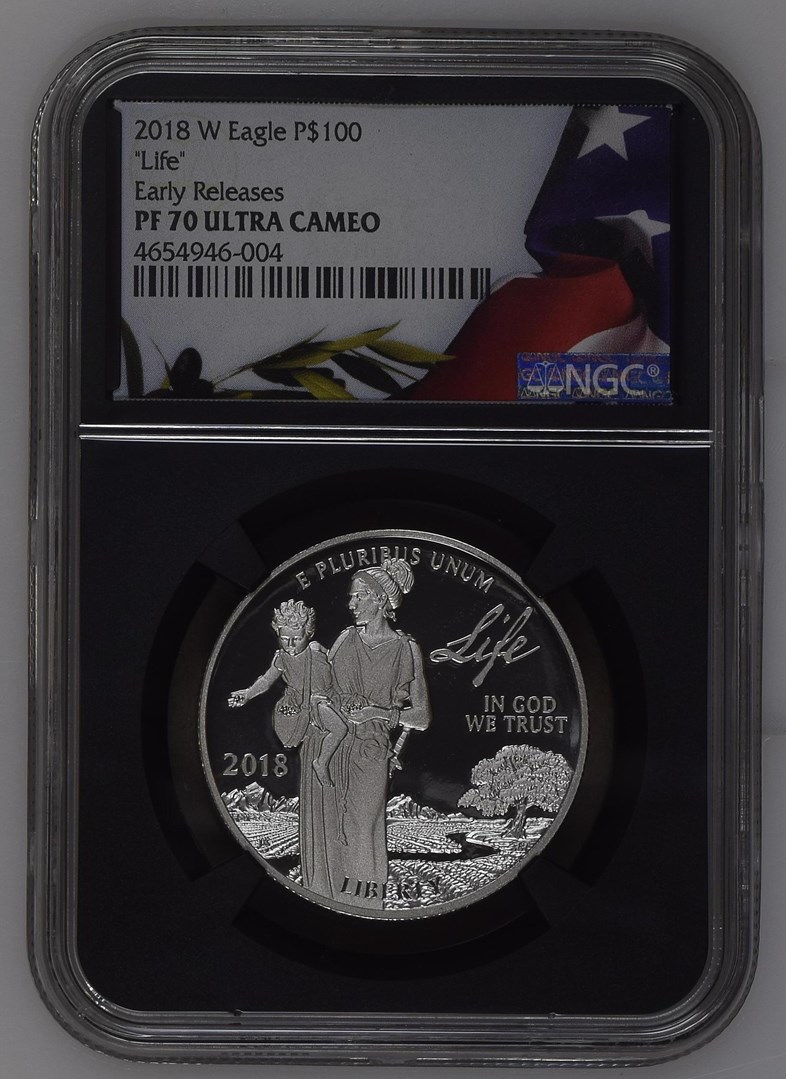 2018 W Eagle P$100
"Life"
Early Releases
PF 70 ULTRA CAMEO
4654946-004
NGC®
E PLURIBUS UNUM
Life
IN GOD
WE TRUST
2018
LIBERTY